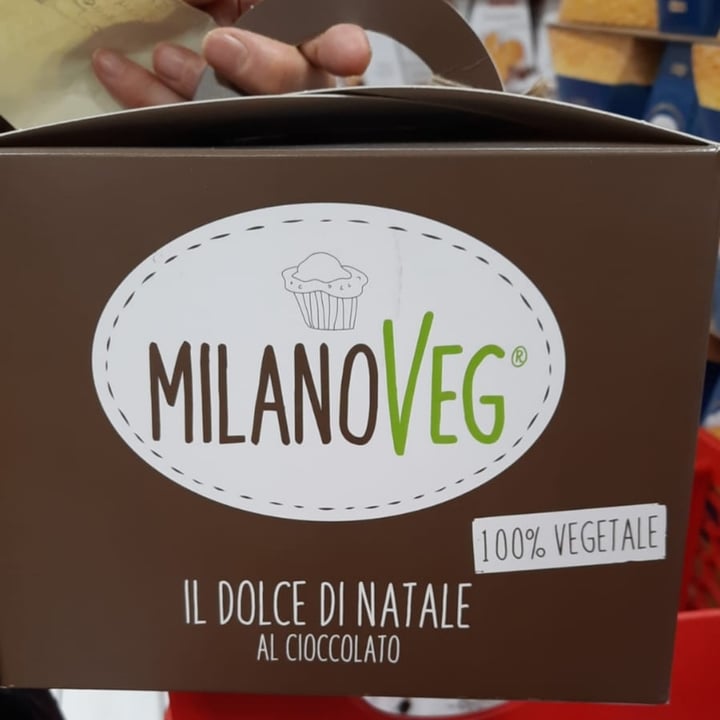 MILANOVEG®
100% VEGETALE
IL DOLCE DI NATALE
AL CIOCCOLATO